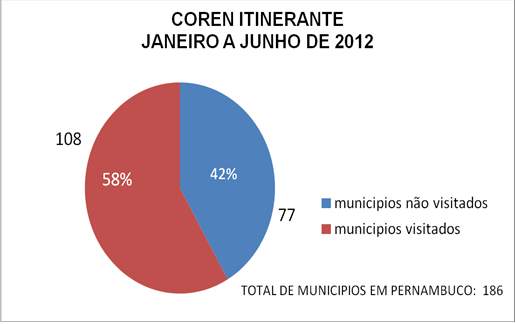 COREN ITINERANTE
JANEIRO A JUNHO DE 2012
108
58%
42%
77
municipios não visitados
municipios visitados
TOTAL DE MUNICIPIOS EM PERNAMBUCO: 186